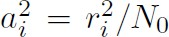 a_i^2 = r_i^2/N_0